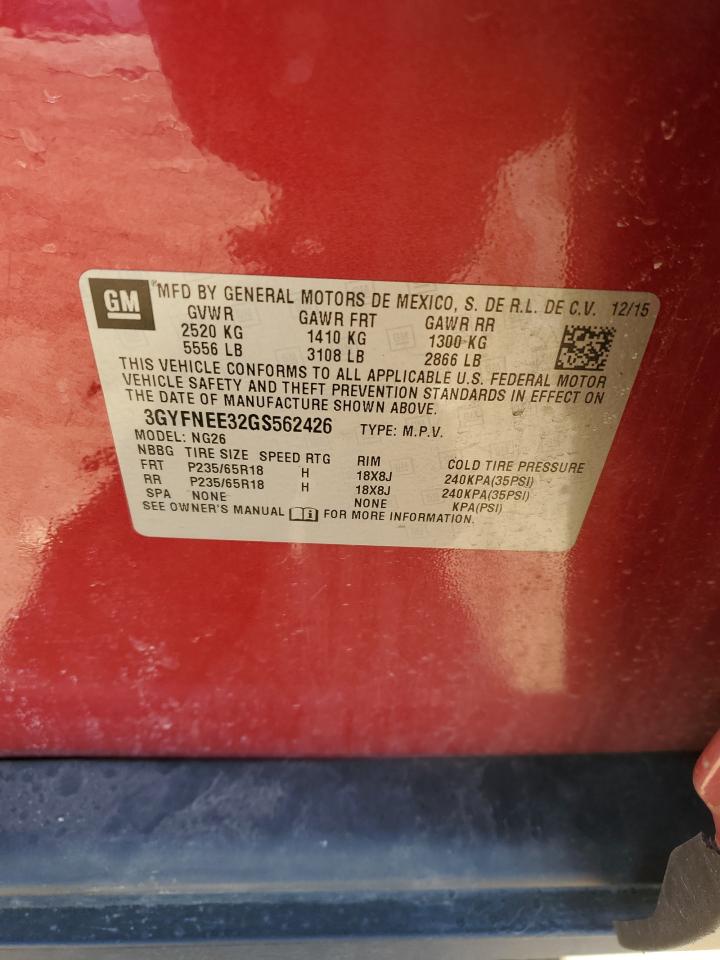 GM MFD BY GENERAL MOTORS DE MEXICO, S. DE R.L. DE C.V. 12/15
GVWR GAWR FRT GAWR RR
2520 KG 1410 KG 1300 KG
5556 LB 3108 LB 2866 LB
THIS VEHICLE CONFORMS TO ALL APPLICABLE U.S. FEDERAL MOTOR
VEHICLE SAFETY AND THEFT PREVENTION STANDARDS IN EFFECT ON
THE DATE OF MANUFACTURE SHOWN ABOVE.
3GYFNEE32GS562426 TYPE: M.P.V.
MODEL: NG26
NBBG TIRE SIZE SPEED RTG RIM COLD TIRE PRESSURE
FRT P235/65R18 H 18X8J 240KPA(35PSI)
RR P235/65R18 H 18X8J 240KPA(35PSI)
SPA NONE NONE KPA(PSI)
SEE OWNER'S MANUAL FOR MORE INFORMATION.